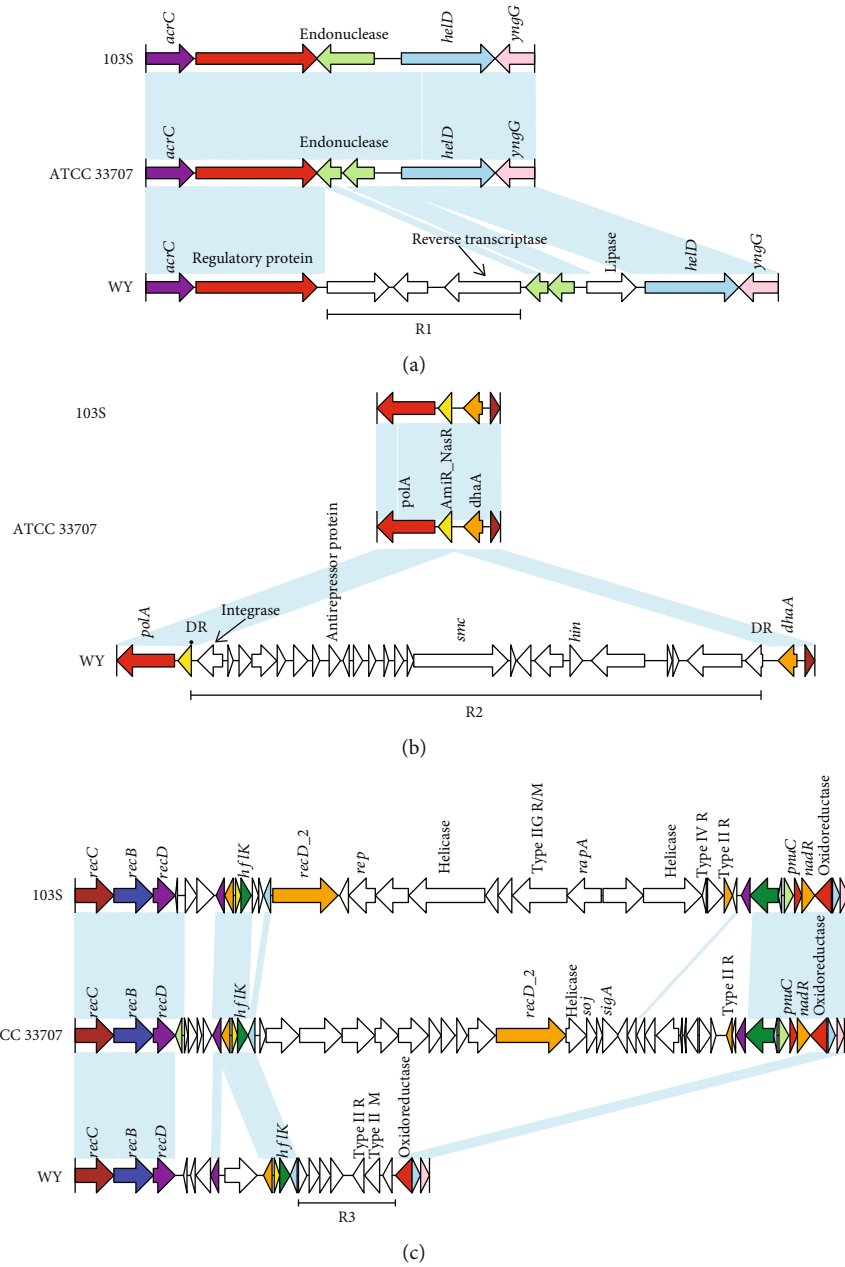 acrC
Endonuclease
helD
yngG
103S
acrC
Endonuclease
helD
yngG
ATCC 33707
acrC
Regulatory protein
Reverse transcriptase
Lipase
helD
yngG
WY
R1
(a)
103S
polA
AmiR_NasR
dhaA
ATCC 33707
polA
DR
Integrase
Antirepressor protein
smc
hin
DR
dhaA
WY
R2
(b)
recC
recB
recD
hflK
recD_2
rep
Helicase
Type IIG R/M
rapA
Helicase
Type IV R
Type II R
pnuC
nadR
Oxidoreductase
103S
recC
recB
recD
hflK
recD_2
Helicase
soj
sigA
Type II R
pnuC
nadR
Oxidoreductase
CC 33707
recC
recB
recD
hflK
Type II R
Type II M
Oxidoreductase
WY
R3
(c)